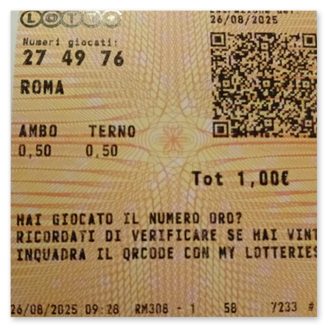 LOTTO
26/08/2025
Numeri giocati:
27 49 76
ROMA
AMBO TERNO
0,50 0,50
Tot 1,00€
HAI GIOCATO IL NUMERO ORO?
RICORDATI DI VERIFICARE SE HAI VINT
INQUADRA IL QRCODE CON MY LOTTERIES
26/08/2025 09:28 RM308 - 1 58 7233 #